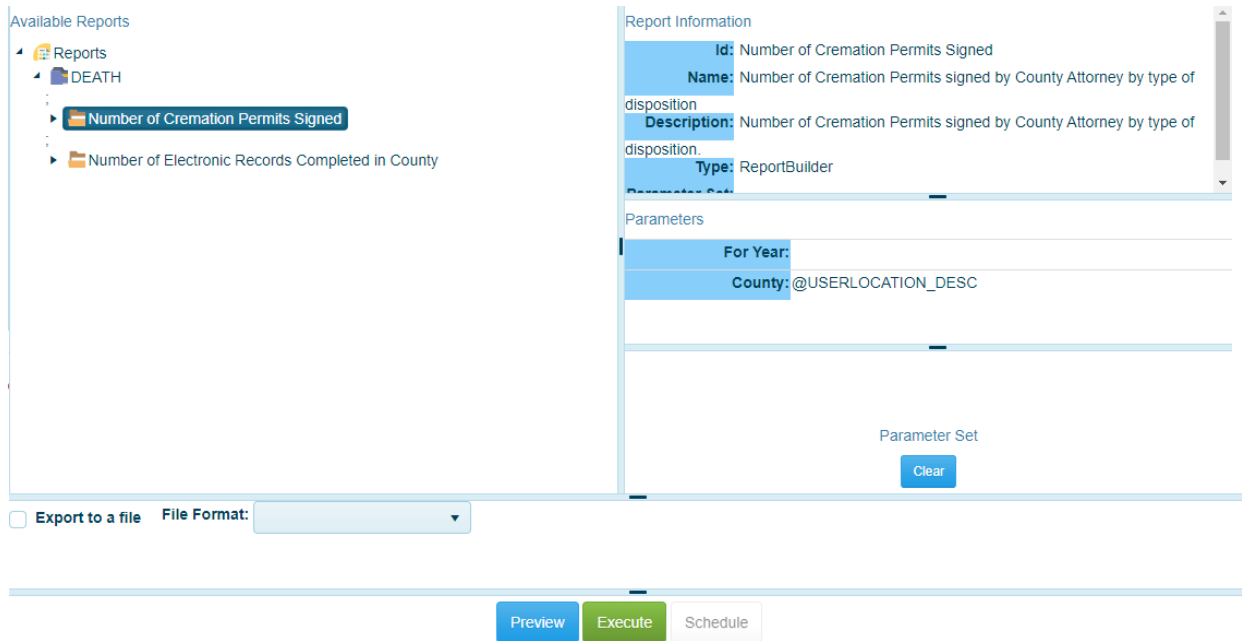 Available Reports
Reports
DEATH
;
Number of Cremation Permits Signed
;
Number of Electronic Records Completed in County
Report Information
Id: Number of Cremation Permits Signed
Name: Number of Cremation Permits signed by County Attorney by type of
disposition
Description: Number of Cremation Permits signed by County Attorney by type of
disposition.
Type: ReportBuilder
Parameter Set:
Parameters
For Year:
County: @USERLOCATION_DESC
Parameter Set
Clear
Export to a file File Format:
Preview Execute Schedule